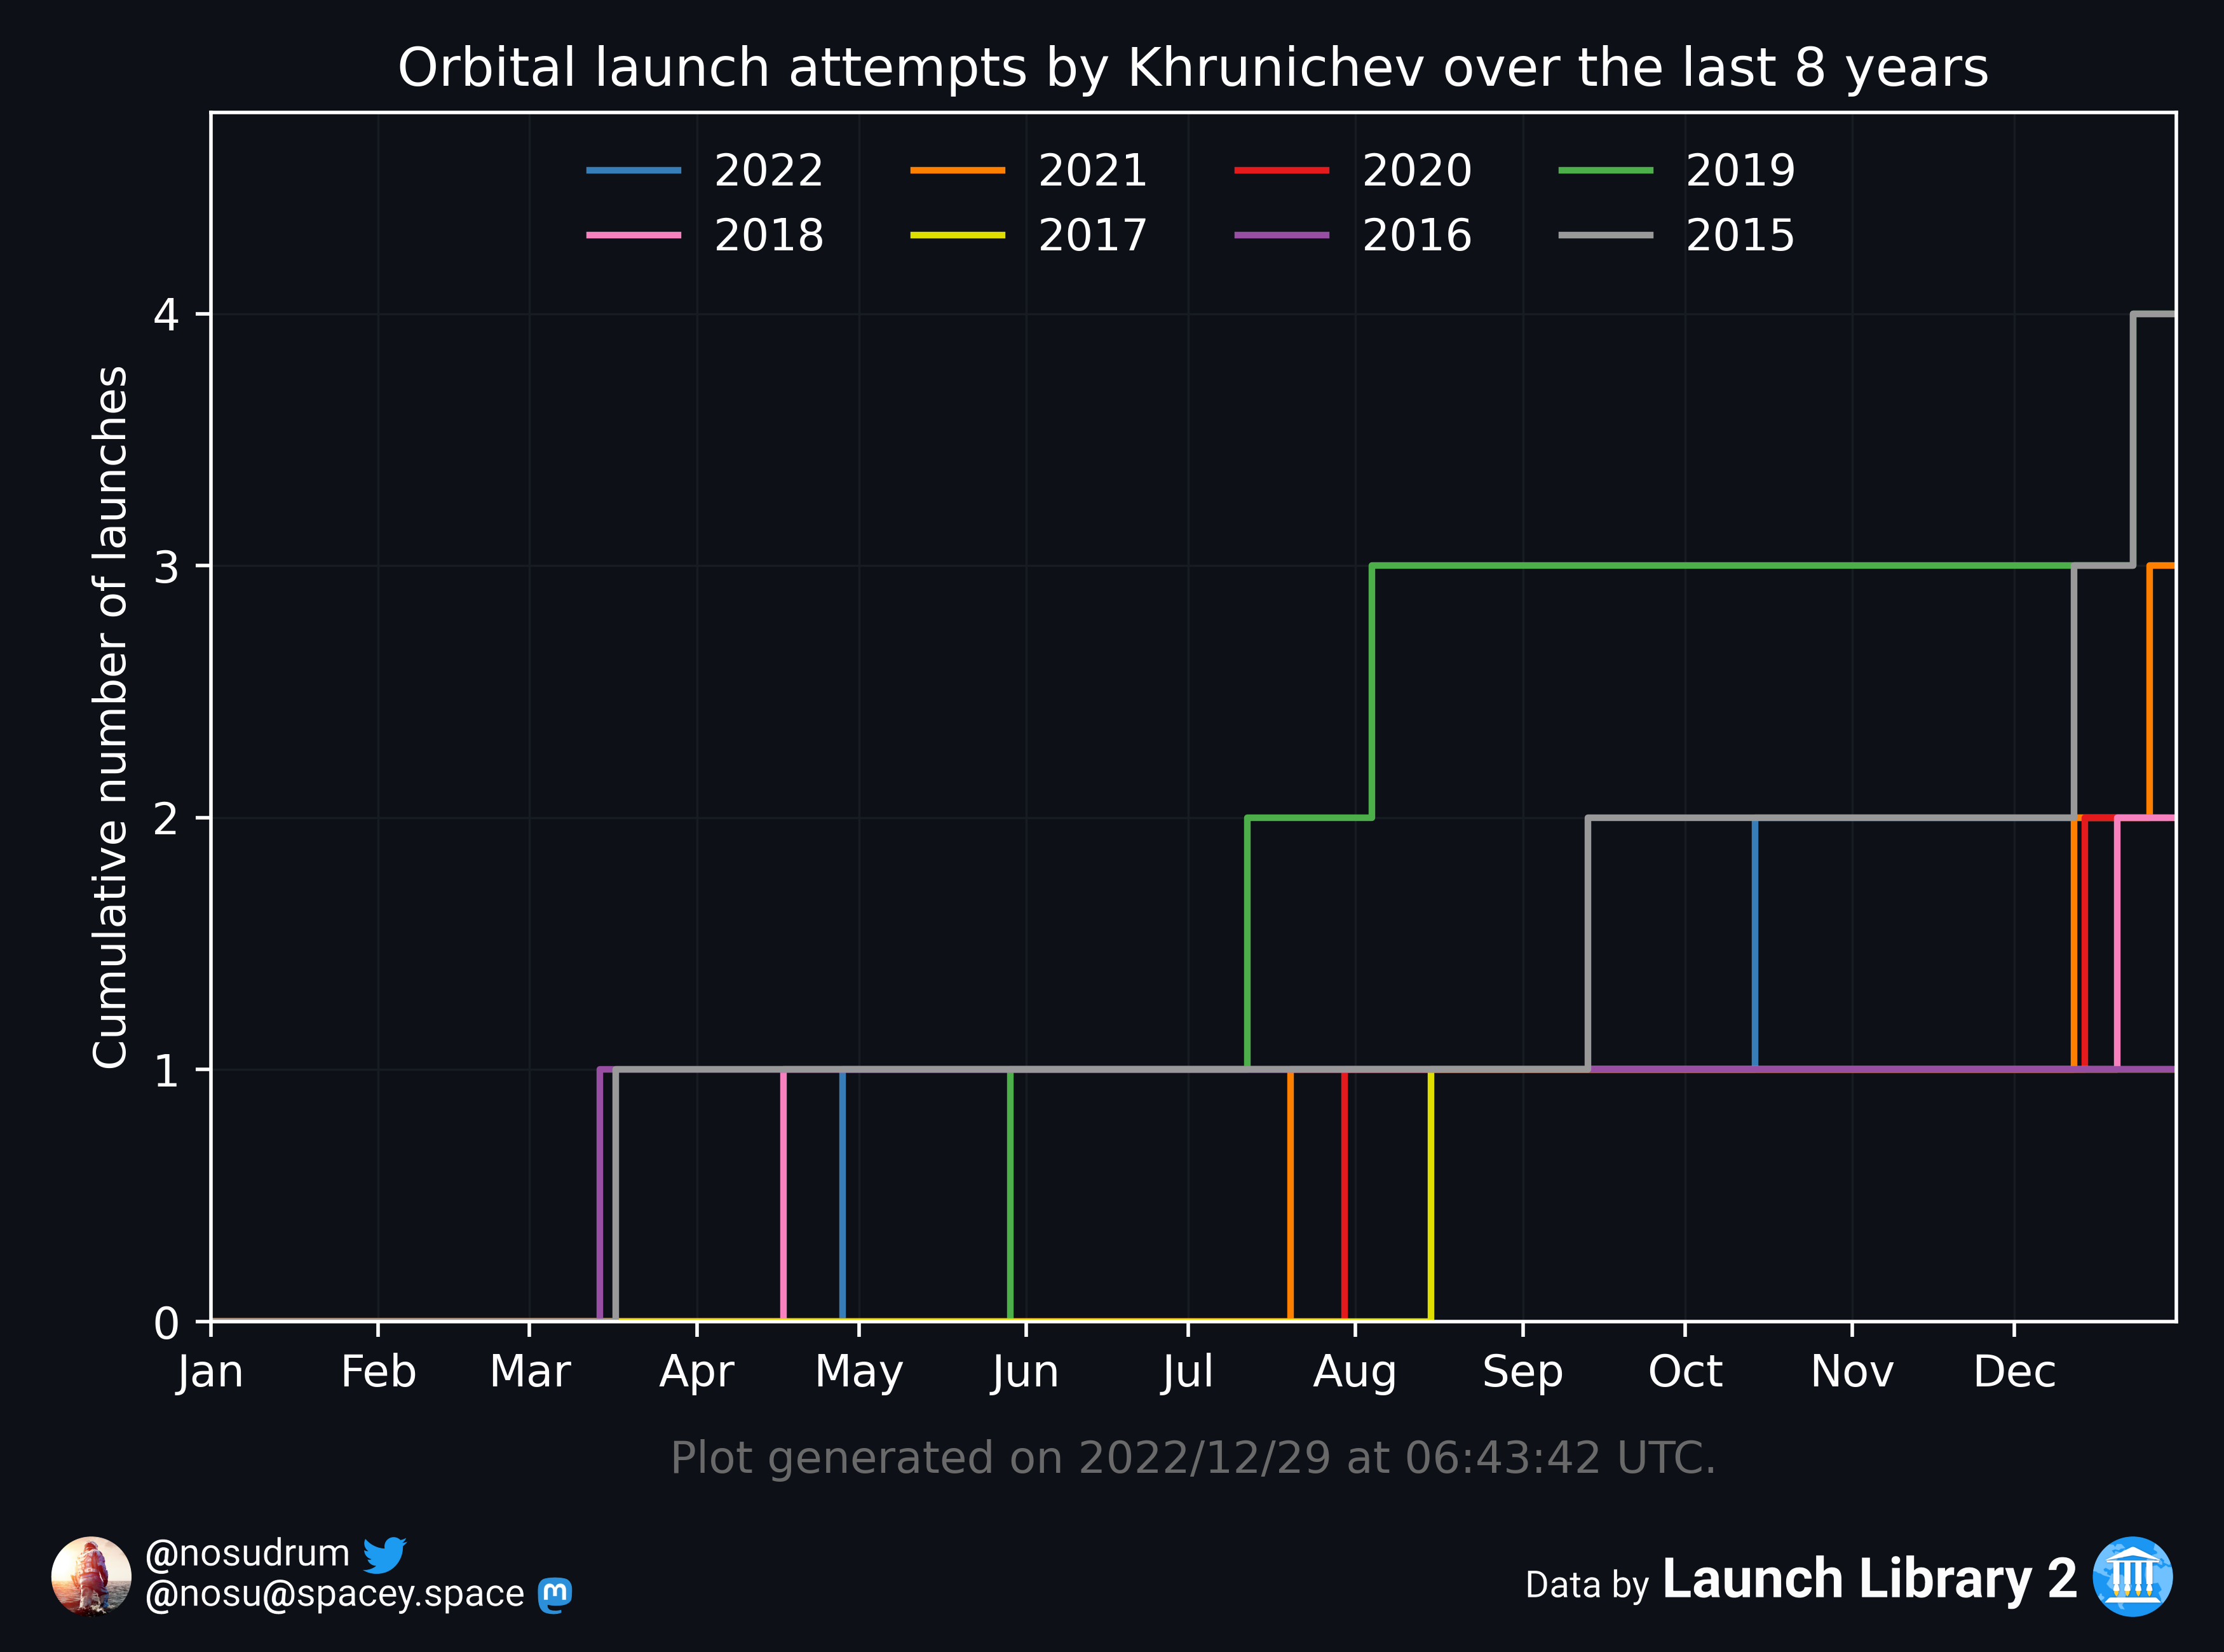 Orbital launch attempts by Khrunichev over the last 8 years
2022 2021 2020 2019
2018 2017 2016 2015
Cumulative number of launches
4
3
2
1
0
Jan Feb Mar Apr May Jun Jul Aug Sep Oct Nov Dec
Plot generated on 2022/12/29 at 06:43:42 UTC.
@nosudrum
@nosu@spacey.space
Data by Launch Library 2